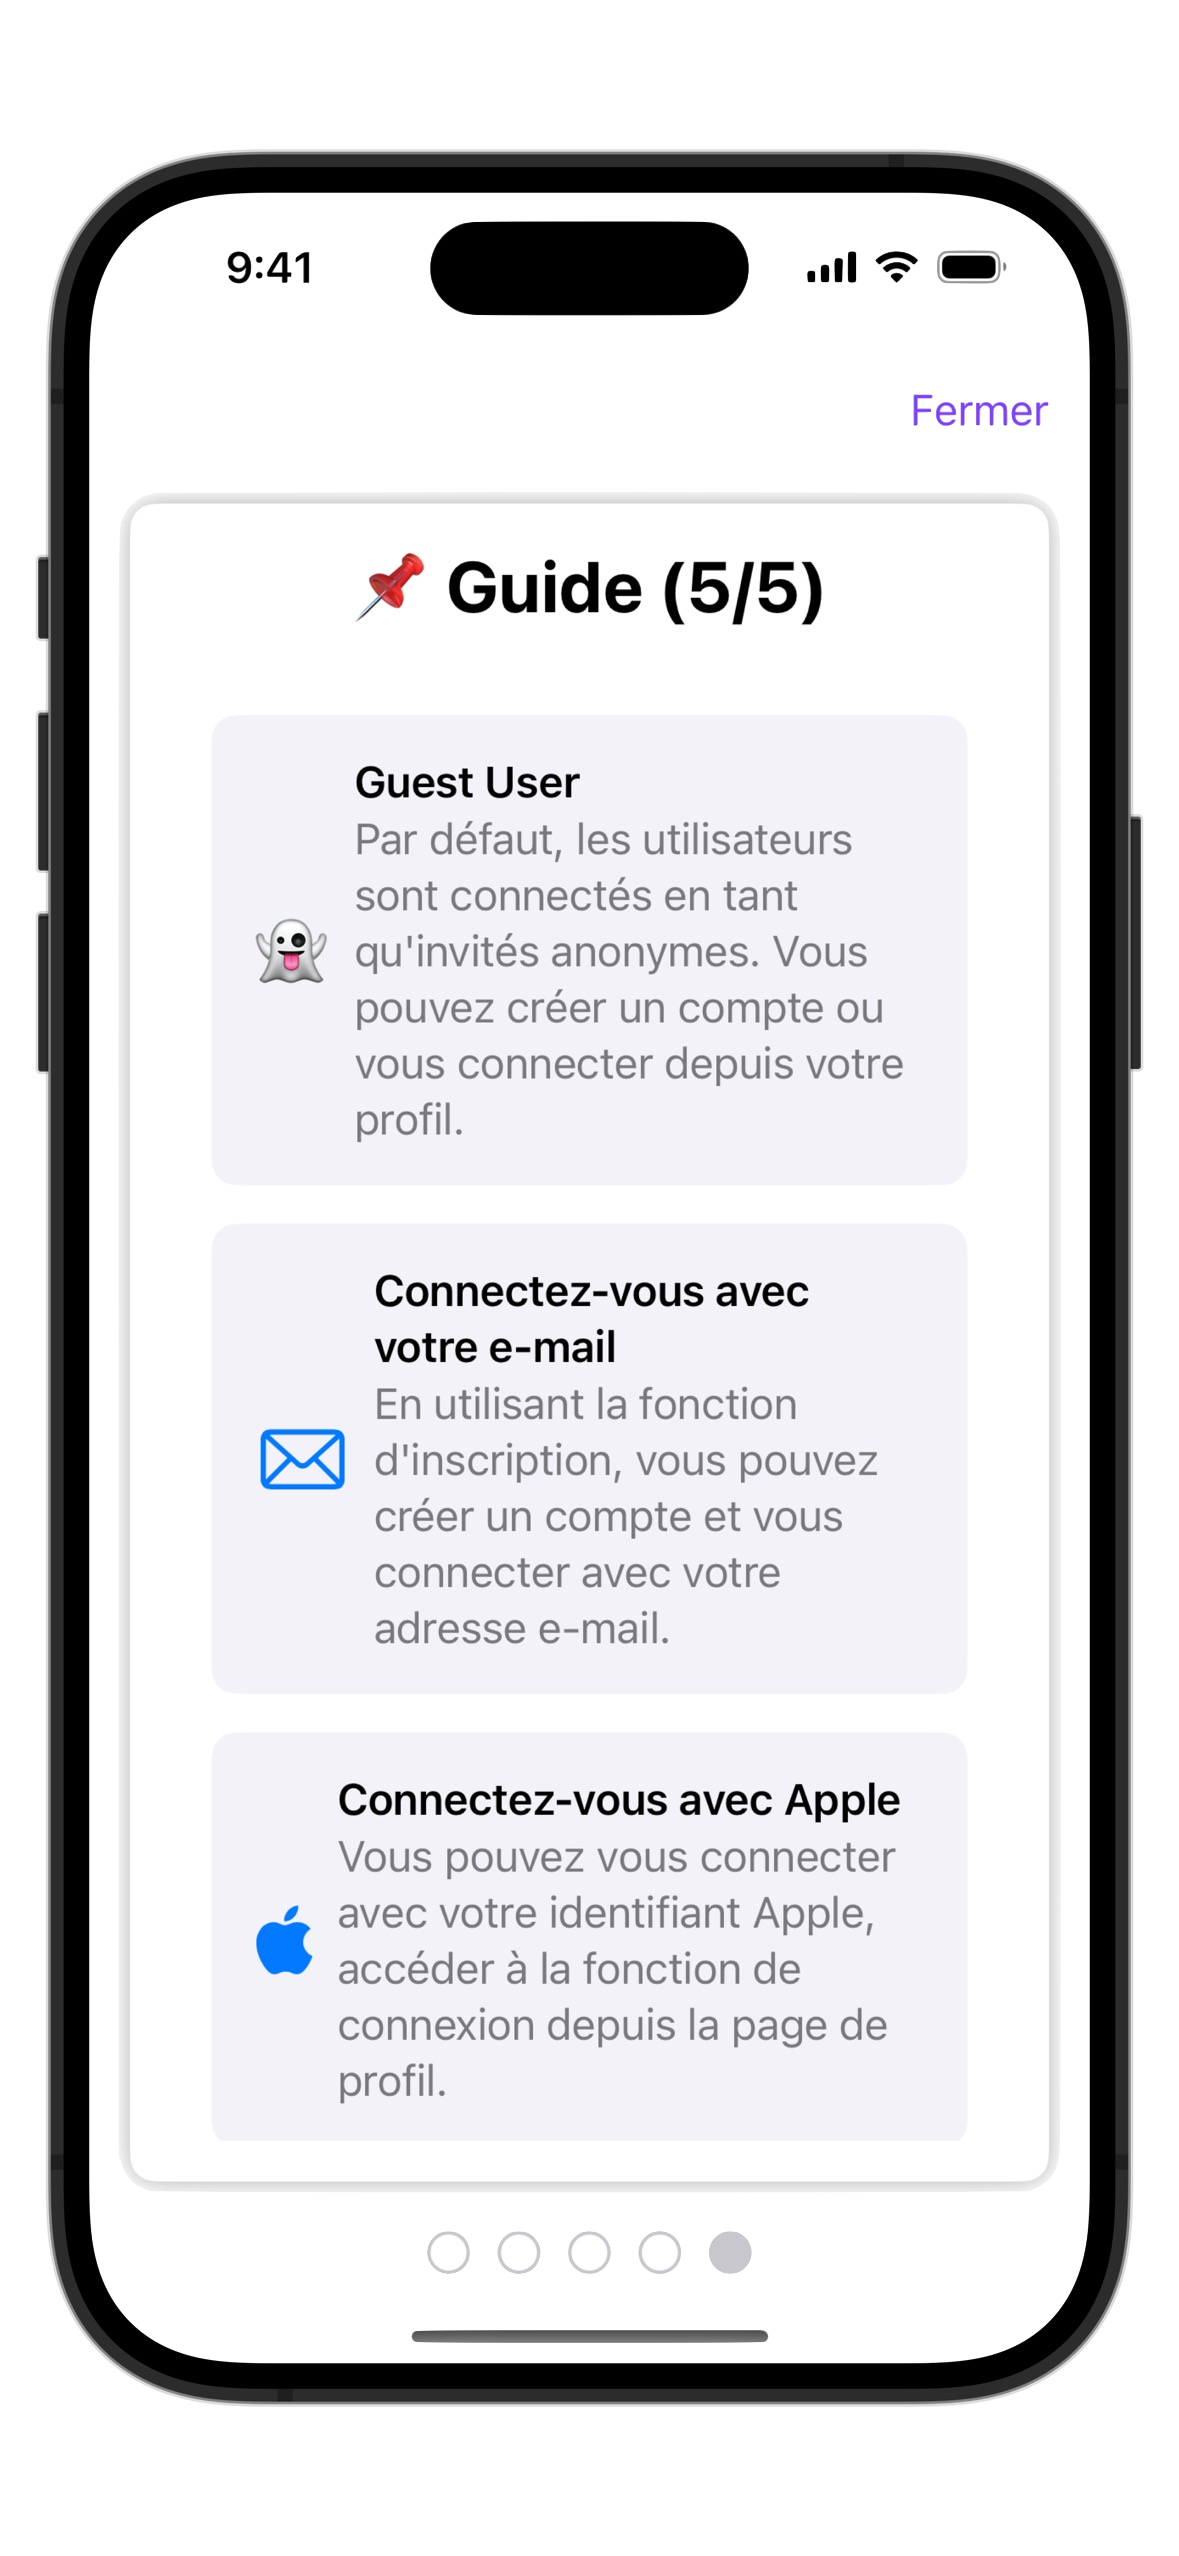 9:41
Fermer
📌 Guide (5/5)
Guest User
Par défaut, les utilisateurs
sont connectés en tant
qu'invités anonymes. Vous
pouvez créer un compte ou
vous connecter depuis votre
profil.
Connectez-vous avec
votre e-mail
En utilisant la fonction
d'inscription, vous pouvez
créer un compte et vous
connecter avec votre
adresse e-mail.
Connectez-vous avec Apple
Vous pouvez vous connecter
avec votre identifiant Apple,
accéder à la fonction de
connexion depuis la page de
profil.